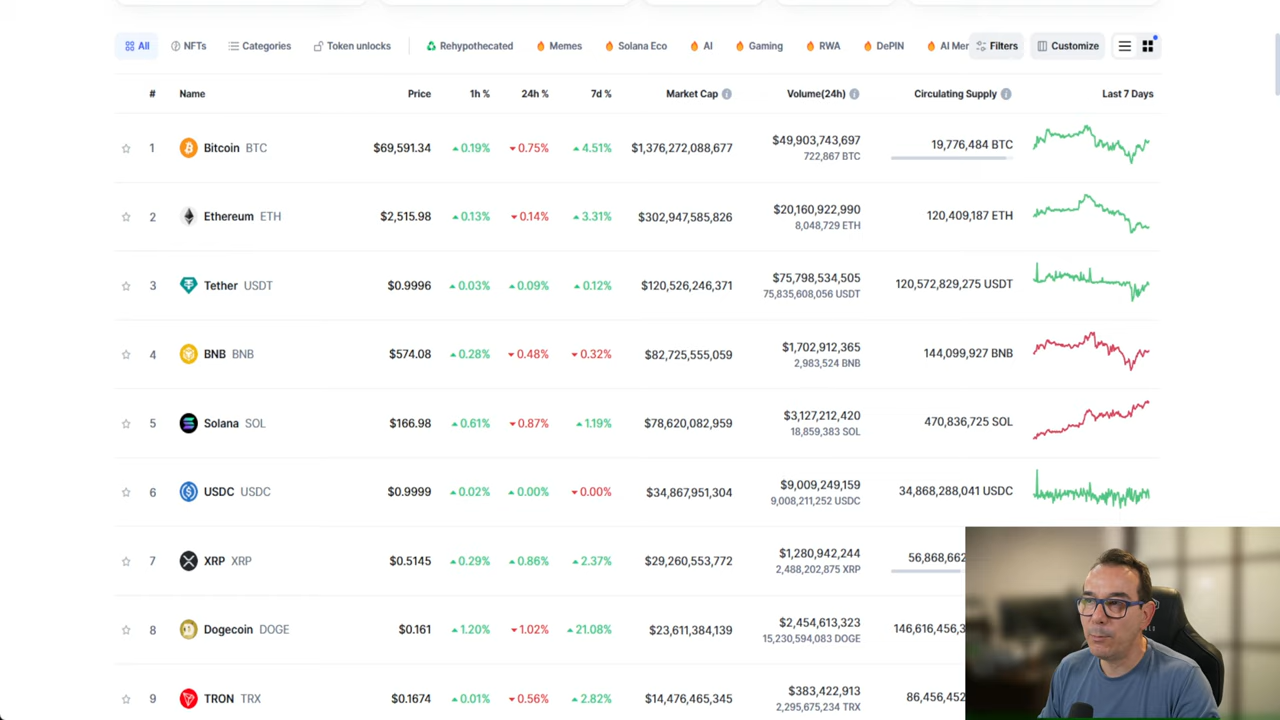 All NFTs Categories Token unlocks Rehypothecated Memes Solana Eco AI Gaming RWA DePIN AI Mer Filters Customize
# Name Price 1h % 24h % 7d % Market Cap Volume(24h) Circulating Supply Last 7 Days
1 Bitcoin BTC $69,591.34 0.19% 0.75% 4.51% $1,376,272,088,677 $49,903,743,697 19,776,484 BTC
722,867 BTC
2 Ethereum ETH $2,515.98 0.13% 0.14% 3.31% $302,947,585,826 $20,160,922,990 120,409,187 ETH
8,048,729 ETH
3 Tether USDT $0.9996 0.03% 0.09% 0.12% $120,526,246,371 $75,798,534,505 120,572,829,275 USDT
75,835,608,056 USDT
4 BNB BNB $574.08 0.28% 0.48% 0.32% $82,725,555,059 $1,702,912,365 144,099,927 BNB
2,983,524 BNB
5 Solana SOL $166.98 0.61% 0.87% 1.19% $78,620,082,959 $3,127,212,420 470,836,725 SOL
18,859,383 SOL
6 USDC USDC $0.9999 0.02% 0.00% 0.00% $34,867,951,304 $9,009,249,159 34,868,288,041 USDC
9,008,211,252 USDC
7 XRP XRP $0.5145 0.29% 0.86% 2.37% $29,260,553,772 $1,280,942,244 56,868,662
2,488,202,875 XRP
8 Dogecoin DOGE $0.161 1.20% 1.02% 21.08% $23,611,384,139 $2,454,613,323 146,616,456,3
15,230,594,083 DOGE
9 TRON TRX $0.1674 0.01% 0.56% 2.82% $14,476,465,345 $383,422,913 86,456,452
2,295,675,234 TRX